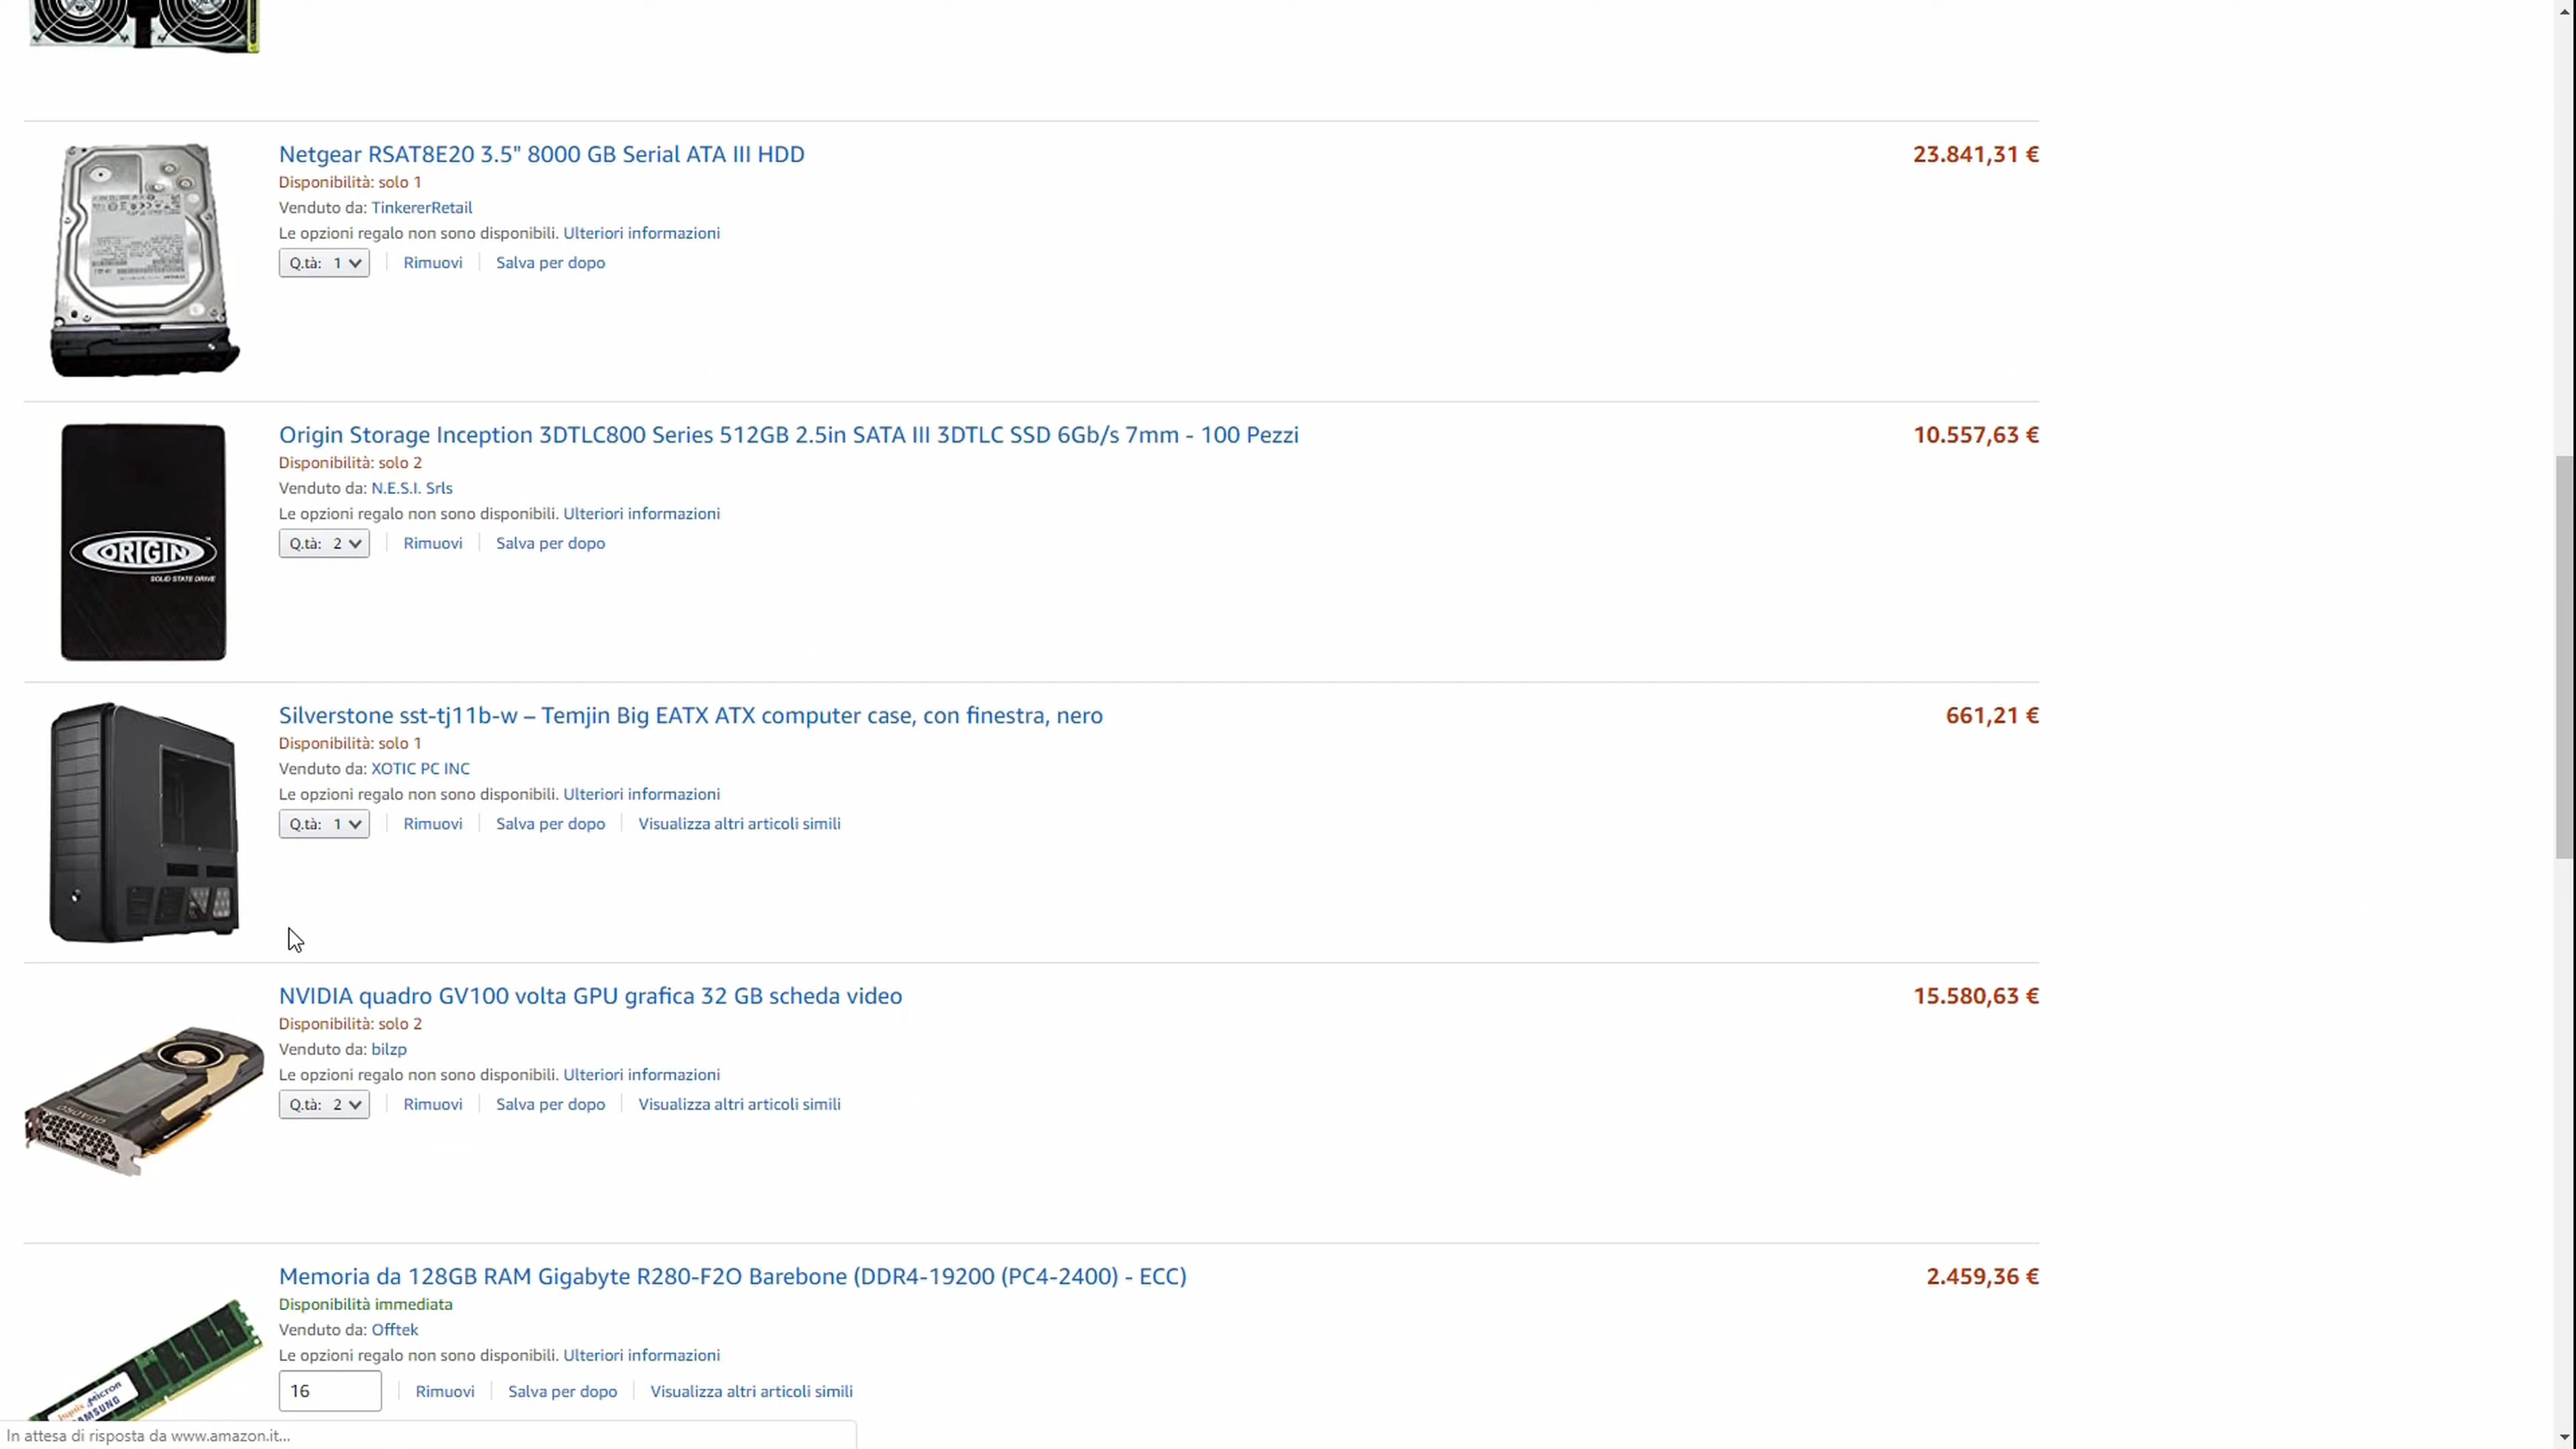 Netgear RSAT8E20 3.5" 8000 GB Serial ATA III HDD
23.841,31 €
Disponibilità: solo 1
Venduto da: TinkererRetail
Le opzioni regalo non sono disponibili. Ulteriori informazioni
Q.tà: 1
Rimuovi
Salva per dopo
Origin Storage Inception 3DTLC800 Series 512GB 2.5in SATA III 3DTLC SSD 6Gb/s 7mm - 100 Pezzi
10.557,63 €
Disponibilità: solo 2
Venduto da: N.E.S.I. Srls
Le opzioni regalo non sono disponibili. Ulteriori informazioni
Q.tà: 2
Rimuovi
Salva per dopo
ORIGIN
SOLID STATE DRIVE
Silverstone sst-tj11b-w – Temjin Big EATX ATX computer case, con finestra, nero
661,21 €
Disponibilità: solo 1
Venduto da: XOTIC PC INC
Le opzioni regalo non sono disponibili. Ulteriori informazioni
Q.tà: 1
Rimuovi
Salva per dopo
Visualizza altri articoli simili
NVIDIA quadro GV100 volta GPU grafica 32 GB scheda video
15.580,63 €
Disponibilità: solo 2
Venduto da: bilzp
Le opzioni regalo non sono disponibili. Ulteriori informazioni
Q.tà: 2
Rimuovi
Salva per dopo
Visualizza altri articoli simili
QUADRO
Memoria da 128GB RAM Gigabyte R280-F2O Barebone (DDR4-19200 (PC4-2400) - ECC)
2.459,36 €
Disponibilità immediata
Venduto da: Offtek
Le opzioni regalo non sono disponibili. Ulteriori informazioni
16
Rimuovi
Salva per dopo
Visualizza altri articoli simili
Micron
SAMSUNG
In attesa di risposta da www.amazon.it...